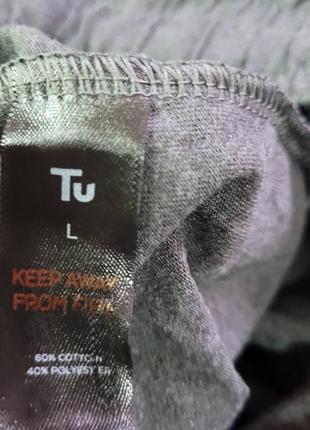 Tu
L
KEEP AWAY
FROM FIRE
60% COTTON
40% POLYESTER